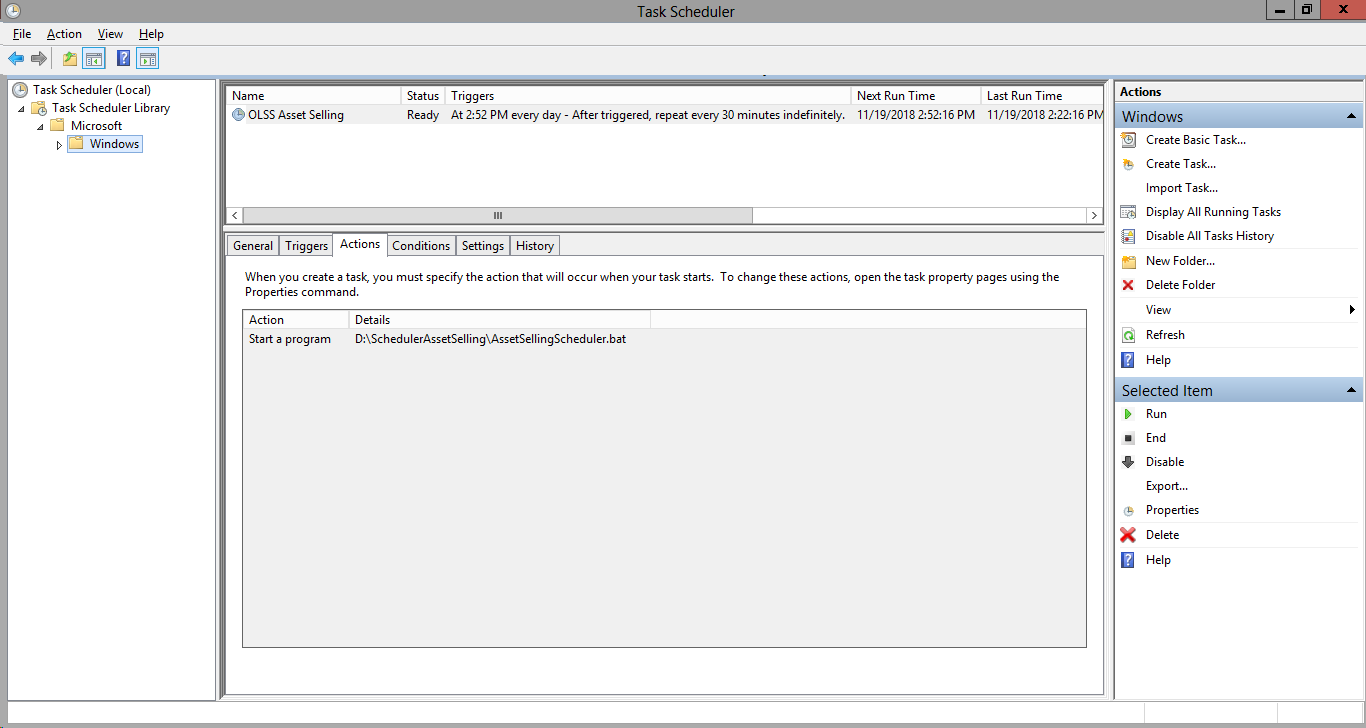 Task Scheduler
File Action View Help
Task Scheduler (Local)
Task Scheduler Library
Microsoft
Windows
Name Status Triggers Next Run Time Last Run Time
OLSS Asset Selling Ready At 2:52 PM every day - After triggered, repeat every 30 minutes indefinitely. 11/19/2018 2:52:16 PM 11/19/2018 2:22:16 PM
General Triggers Actions Conditions Settings History
When you create a task, you must specify the action that will occur when your task starts. To change these actions, open the task property pages using the
Properties command.
Action Details
Start a program D:\SchedulerAssetSelling\AssetSellingScheduler.bat
Actions
Windows
Create Basic Task...
Create Task...
Import Task...
Display All Running Tasks
Disable All Tasks History
New Folder...
Delete Folder
View
Refresh
Help
Selected Item
Run
End
Disable
Export...
Properties
Delete
Help